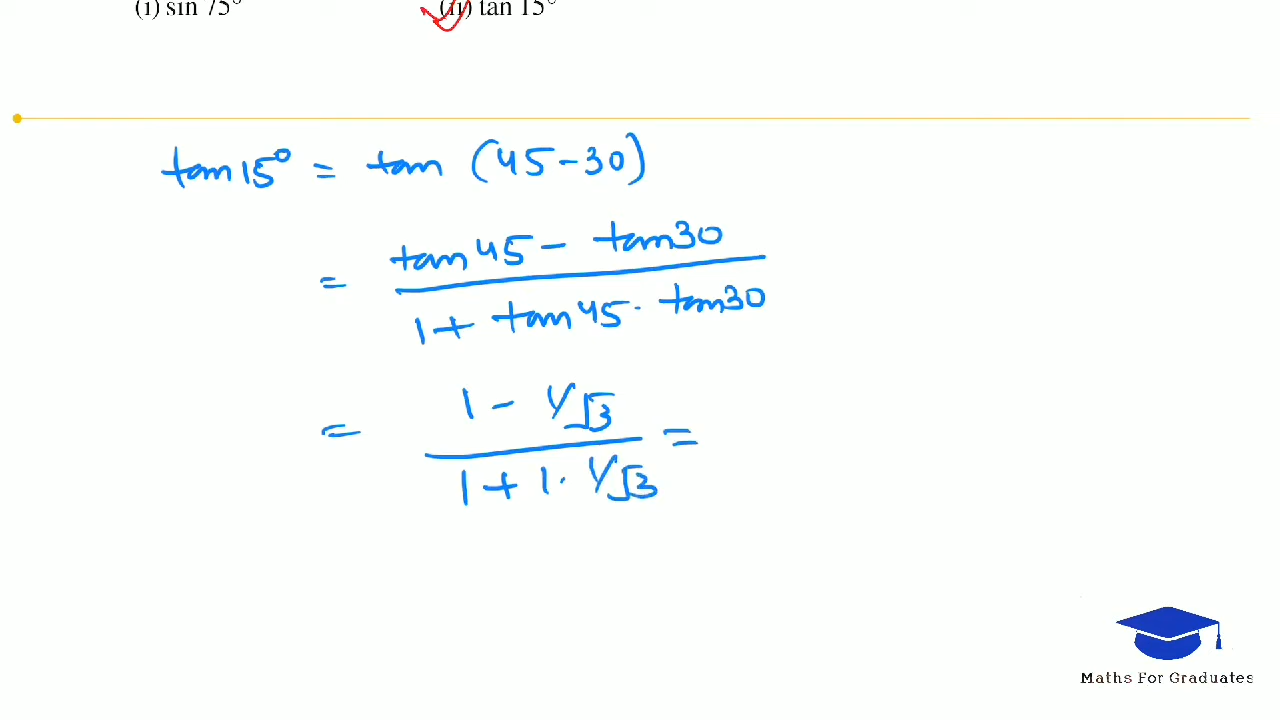 (i) sin 75° (ii) tan 15°
tan 15° = tan (45-30)
= tan 45 - tan 30
1 + tan 45 · tan 30
= 1 - 1/√3 =
1 + 1 · 1/√3
Maths For Graduates